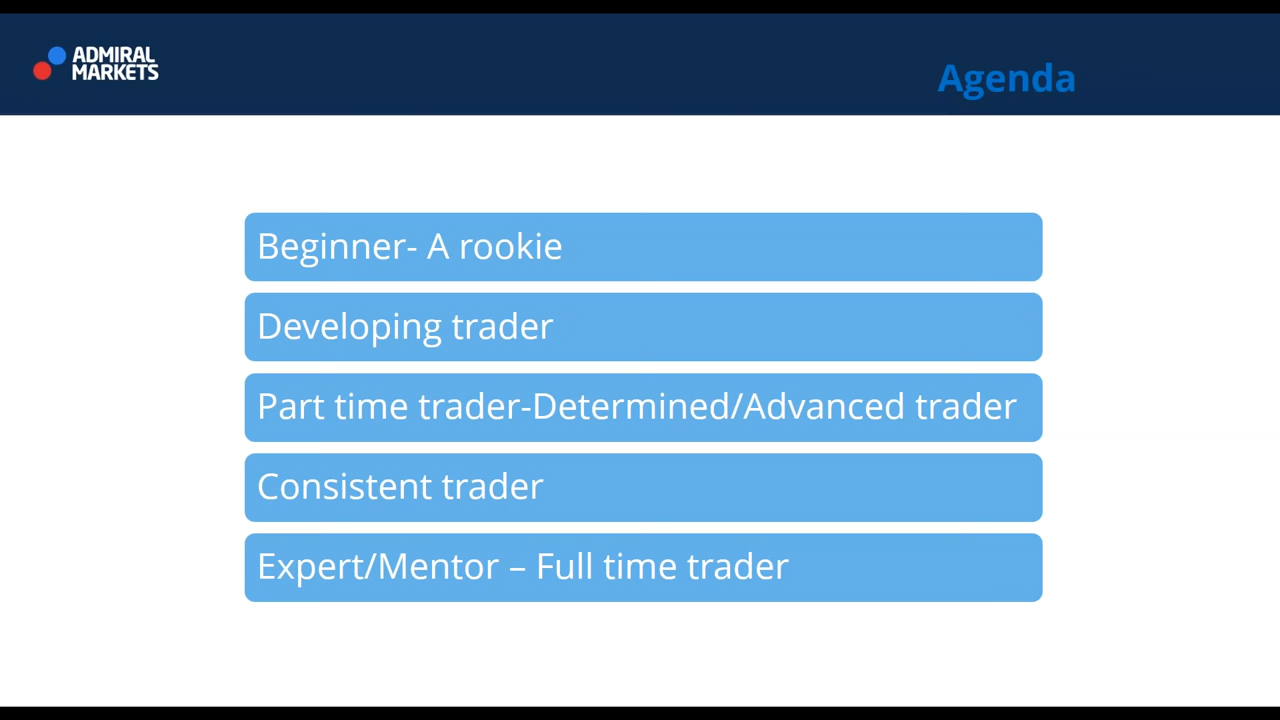 ADMIRAL
MARKETS
Agenda
Beginner- A rookie
Developing trader
Part time trader-Determined/Advanced trader
Consistent trader
Expert/Mentor – Full time trader